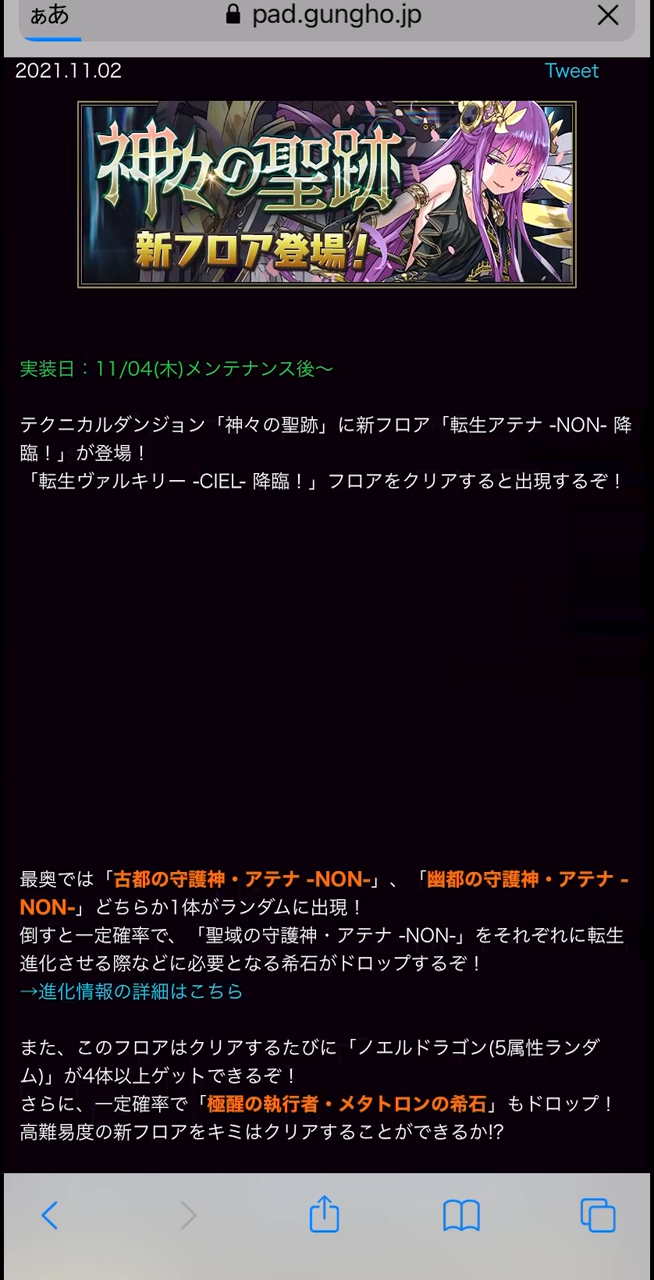 ぁあ
pad.gungho.jp
2021.11.02
Tweet
神々の聖跡
新フロア登場！
実装日：11/04(木)メンテナンス後～
テクニカルダンジョン「神々の聖跡」に新フロア「転生アテナ -NON- 降
臨！」が登場！
「転生ヴァルキリー -CIEL- 降臨！」フロアをクリアすると出現するぞ！
最奥では「古都の守護神・アテナ -NON-」、「幽都の守護神・アテナ -
NON-」どちらか1体がランダムに出現！
倒すと一定確率で、「聖域の守護神・アテナ -NON-」をそれぞれに転生
進化させる際などに必要となる希石がドロップするぞ！
→進化情報の詳細はこちら
また、このフロアはクリアするたびに「ノエルドラゴン(5属性ランダ
ム)」が4体以上ゲットできるぞ！
さらに、一定確率で「極醒の執行者・メタトロンの希石」もドロップ！
高難易度の新フロアをキミはクリアすることができるか!?